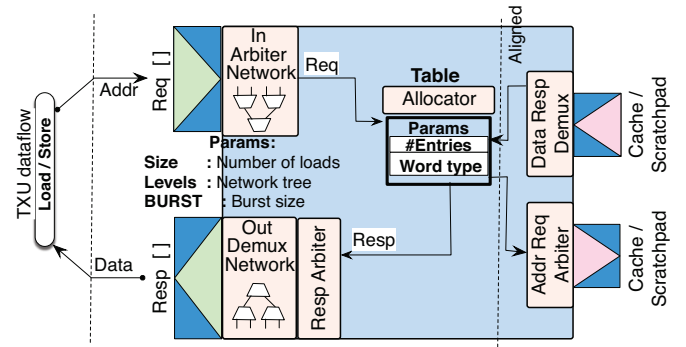 TXU dataflow
Load / Store
Addr
Data
Req [ ]
In
Arbiter
Network
Req
Table
Allocator
Params
#Entries
Word type
Aligned
Data Resp
Demux
Cache /
Scratchpad
Params:
Size : Number of loads
Levels : Network tree
BURST : Burst size
Resp [ ]
Out
Demux
Network
Resp Arbiter
Resp
Addr Req
Arbiter
Cache /
Scratchpad